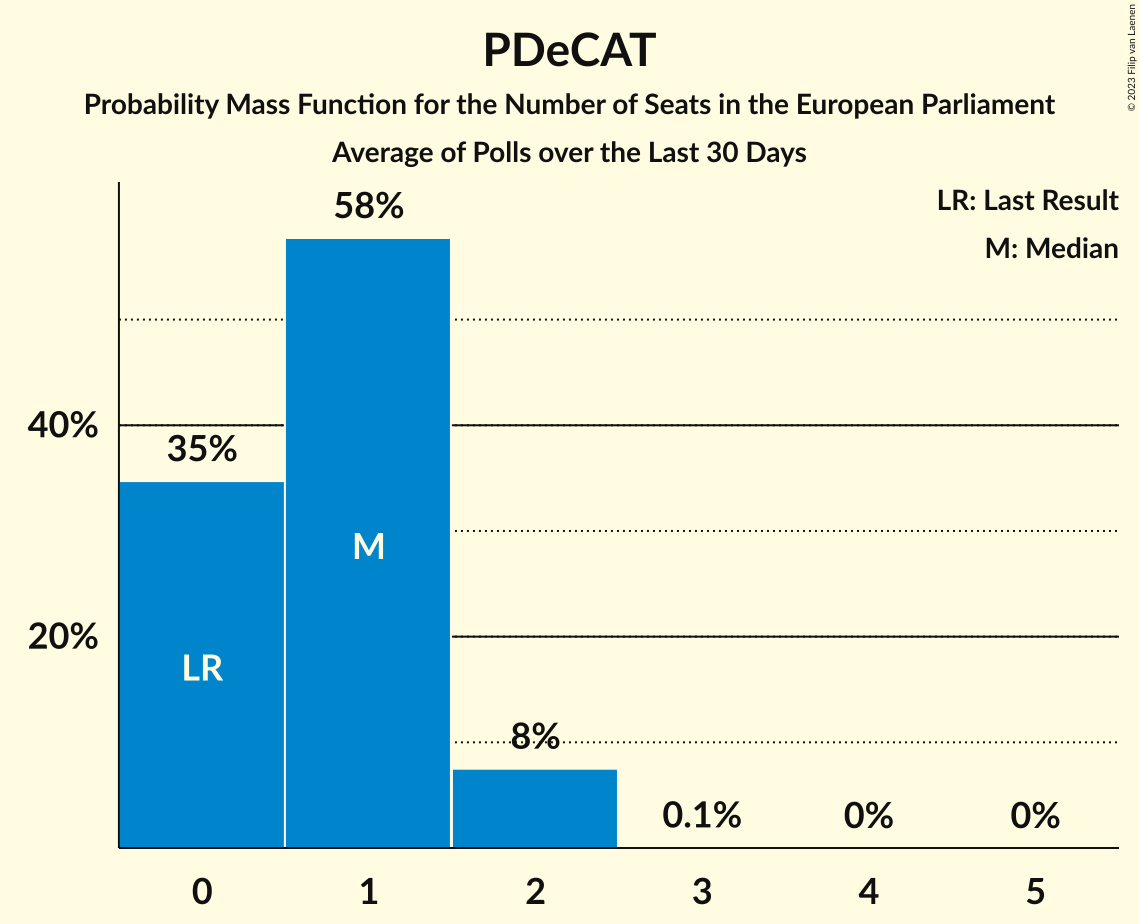 PDeCAT
Probability Mass Function for the Number of Seats in the European Parliament
Average of Polls over the Last 30 Days
© 2023 Filip van Laenen
LR: Last Result
M: Median
58%
40%
35%
M
20%
LR
8%
0.1%
0%
0%
0
1
2
3
4
5